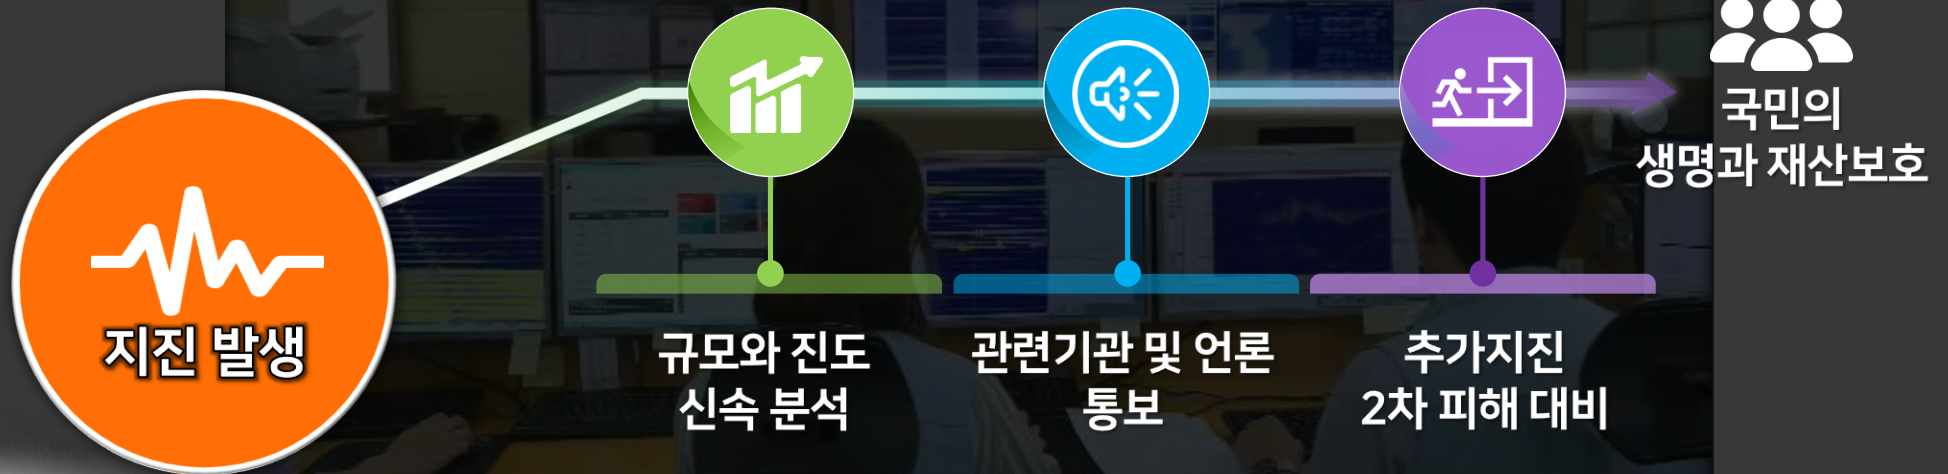 지진 발생
규모와 진도
신속 분석
관련기관 및 언론
통보
추가지진
2차 피해 대비
국민의
생명과 재산보호